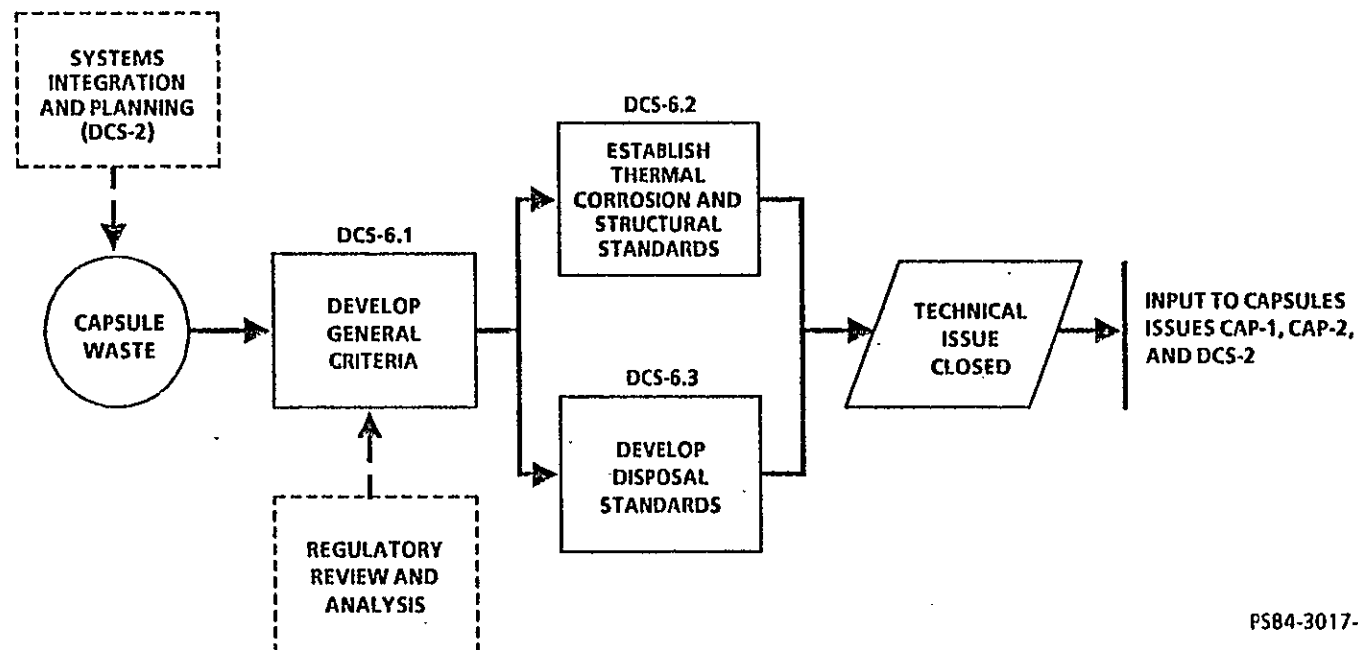 SYSTEMS
INTEGRATION
AND PLANNING
(DCS-2)
CAPSULE
WASTE
DCS-6.1
DEVELOP
GENERAL
CRITERIA
REGULATORY
REVIEW AND
ANALYSIS
DCS-6.2
ESTABLISH
THERMAL
CORROSION AND
STRUCTURAL
STANDARDS
DCS-6.3
DEVELOP
DISPOSAL
STANDARDS
TECHNICAL
ISSUE
CLOSED
INPUT TO CAPSULES
ISSUES CAP-1, CAP-2,
AND DCS-2
PS84-3017-